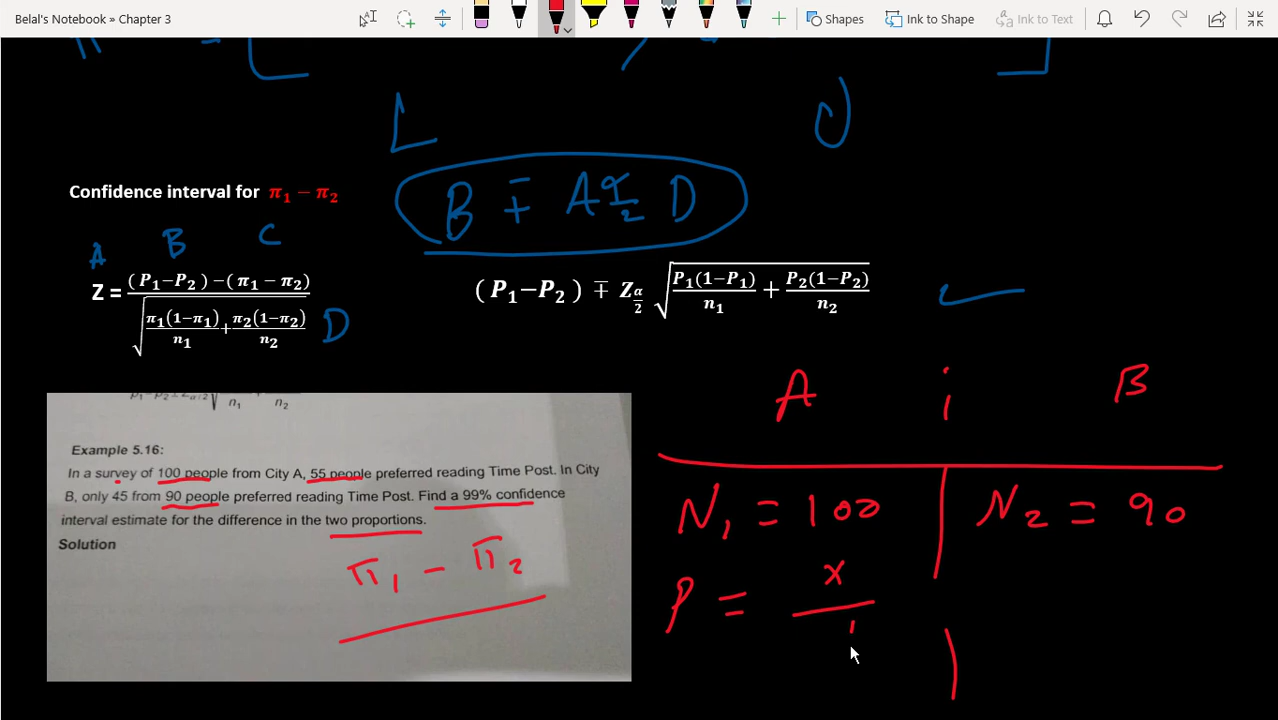 Belal's Notebook » Chapter 3
Shapes
Ink to Shape
Ink to Text
L
U
Confidence interval for π₁ − π₂
B ∓ A α/2 D
A B C
Z = (P₁−P₂) −(π₁ − π₂) / √(π₁(1−π₁)/n₁ + π₂(1−π₂)/n₂) D
(P₁−P₂) ∓ Z α/2 √(P₁(1−P₁)/n₁ + P₂(1−P₂)/n₂)
A i B
n₁ n₂
Example 5.16:
In a survey of 100 people from City A, 55 people preferred reading Time Post. In City
B, only 45 from 90 people preferred reading Time Post. Find a 99% confidence
interval estimate for the difference in the two proportions.
Solution
π₁ − π₂
N₁ = 100
N₂ = 90
P = x